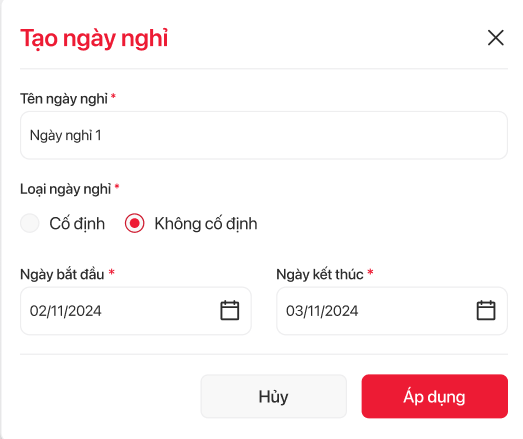 Tạo ngày nghỉ
Tên ngày nghỉ *
Ngày nghỉ 1
Loại ngày nghỉ *
Cố định Không cố định
Ngày bắt đầu * Ngày kết thúc *
02/11/2024 03/11/2024
Hủy Áp dụng